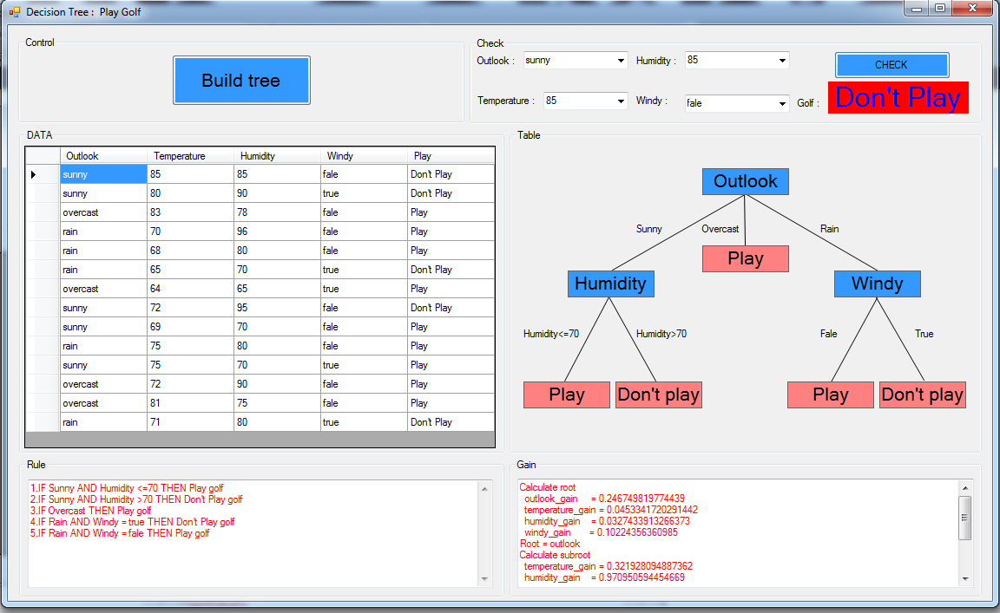 Decision Tree : Play Golf
Control
Build tree
Check
Outlook : sunny Humidity : 85 CHECK
Temperature : 85 Windy : fale Golf : Don't Play
DATA
Outlook Temperature Humidity Windy Play
sunny 85 85 fale Don't Play
sunny 80 90 true Don't Play
overcast 83 78 fale Play
rain 70 96 fale Play
rain 68 80 fale Play
rain 65 70 true Don't Play
overcast 64 65 true Play
sunny 72 95 fale Don't Play
sunny 69 70 fale Play
rain 75 80 fale Play
sunny 75 70 true Play
overcast 72 90 fale Play
overcast 81 75 fale Play
rain 71 80 true Don't Play
Table
Outlook
Sunny Overcast Rain
Play
Humidity Windy
Humidity<=70 Humidity>70 Fale True
Play Don't play Play Don't play
Rule
1.IF Sunny AND Humidity <=70 THEN Play golf
2.IF Sunny AND Humidity >70 THEN Don't Play golf
3.IF Overcast THEN Play golf
4.IF Rain AND Windy = true THEN Don't Play golf
5.IF Rain AND Windy = fale THEN Play golf
Gain
Calculate root
outlook_gain = 0.246749819774439
temperature_gain = 0.0453341720291442
humidity_gain = 0.0327433913266373
windy_gain = 0.10224356360985
Root = outlook
Calculate subroot
temperature_gain = 0.321928094887362
humidity_gain = 0.970950594454669